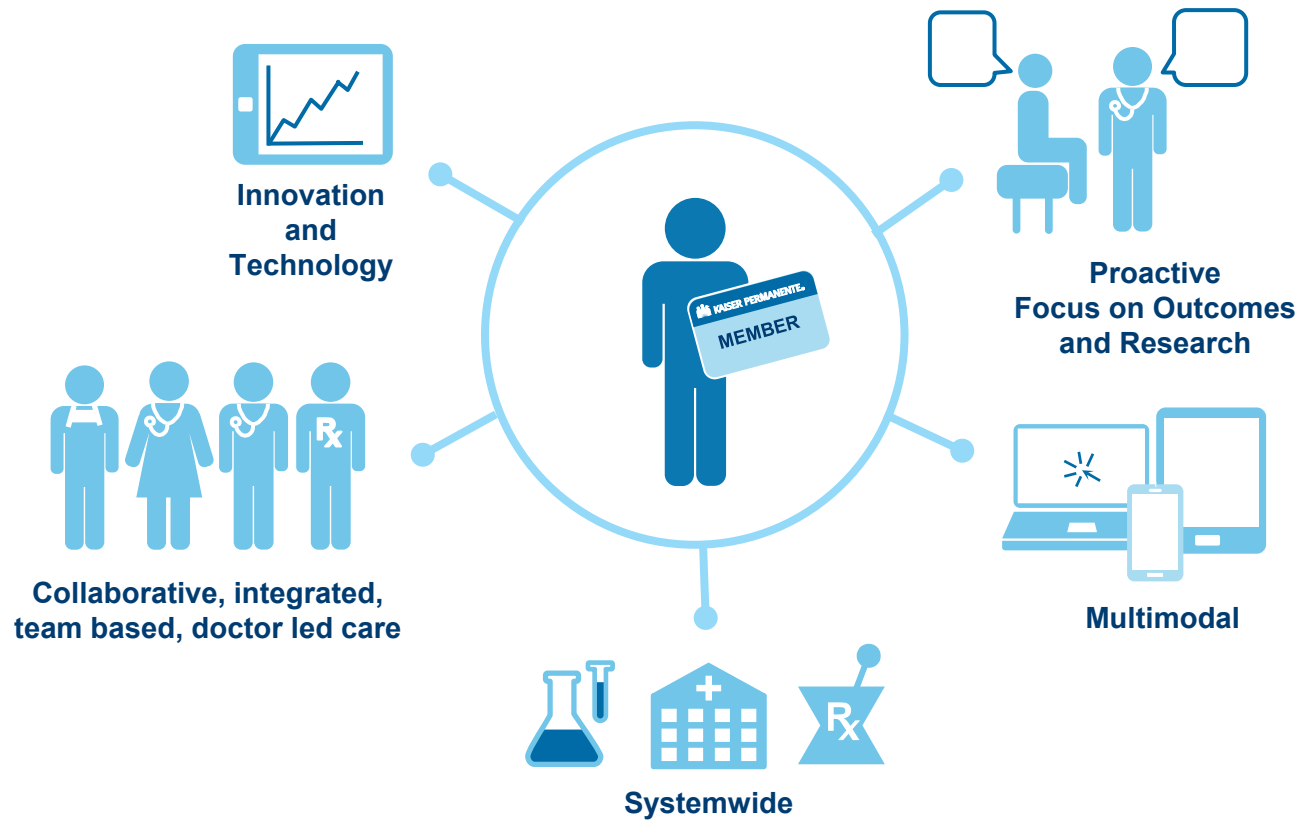 Innovation
and
Technology
Proactive
Focus on Outcomes
and Research
KAISER PERMANENTE®
MEMBER
Rx
Collaborative, integrated,
team based, doctor led care
Multimodal
Rx
Systemwide